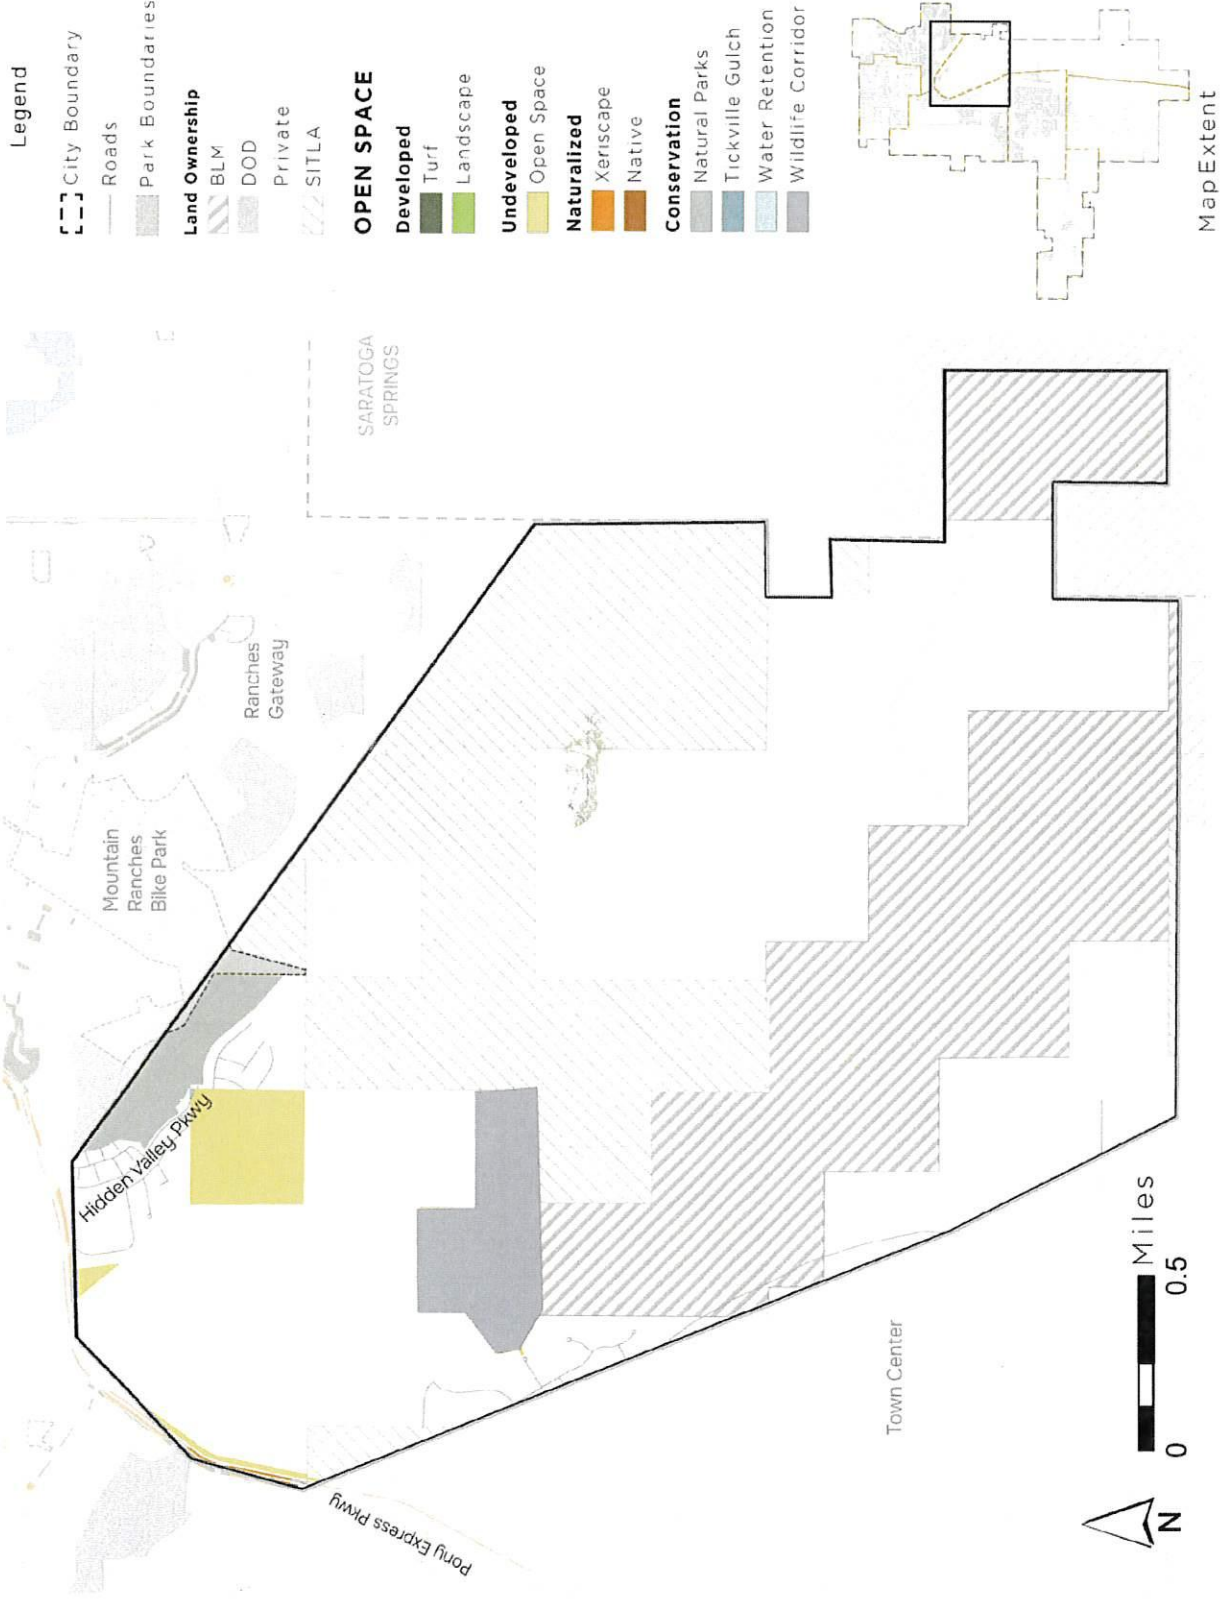 Legend
City Boundary
Roads
Park Boundaries
Land Ownership
BLM
DOD
Private
SITLA
OPEN SPACE
Developed
Turf
Landscape
Undeveloped
Open Space
Naturalized
Xeriscape
Native
Conservation
Natural Parks
Tickville Gulch
Water Retention
Wildlife Corridor
MapExtent
SARATOGA
SPRINGS
Ranches
Gateway
Mountain
Ranches
Bike Park
Hidden Valley Pkwy
Pony Express Pkwy
Town Center
0
0.5
Miles
N